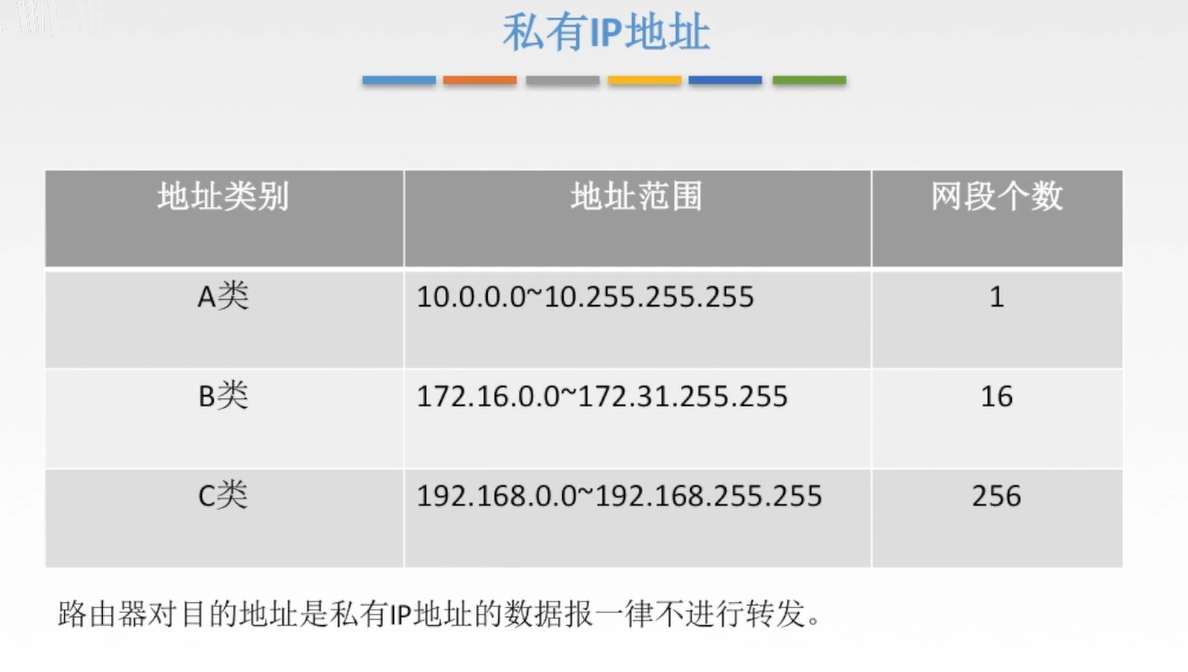 私有IP地址
地址类别 地址范围 网段个数
A类 10.0.0.0~10.255.255.255 1
B类 172.16.0.0~172.31.255.255 16
C类 192.168.0.0~192.168.255.255 256
路由器对目的地址是私有IP地址的数据报一律不进行转发。